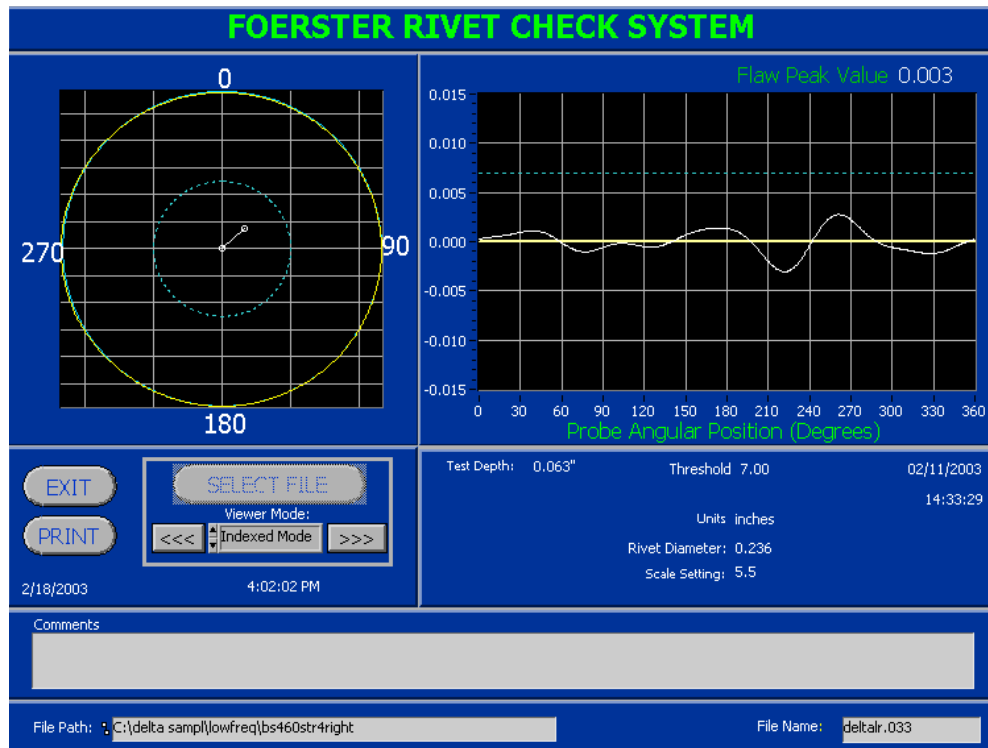 FOERSTER RIVET CHECK SYSTEM
0
270
90
180
Flaw Peak Value 0.003
0.015
0.010
0.005
0.000
-0.005
-0.010
-0.015
0 30 60 90 120 150 180 210 240 270 300 330 360
Probe Angular Position (Degrees)
EXIT
PRINT
SELECT FILE
Viewer Mode:
<<< Indexed Mode >>>
2/18/2003 4:02:02 PM
Test Depth: 0.063" Threshold 7.00 02/11/2003
14:33:29
Units inches
Rivet Diameter: 0.236
Scale Setting: 5.5
Comments
File Path: C:\delta sampl\lowfreq\bs460str4right
File Name: deltalr.033